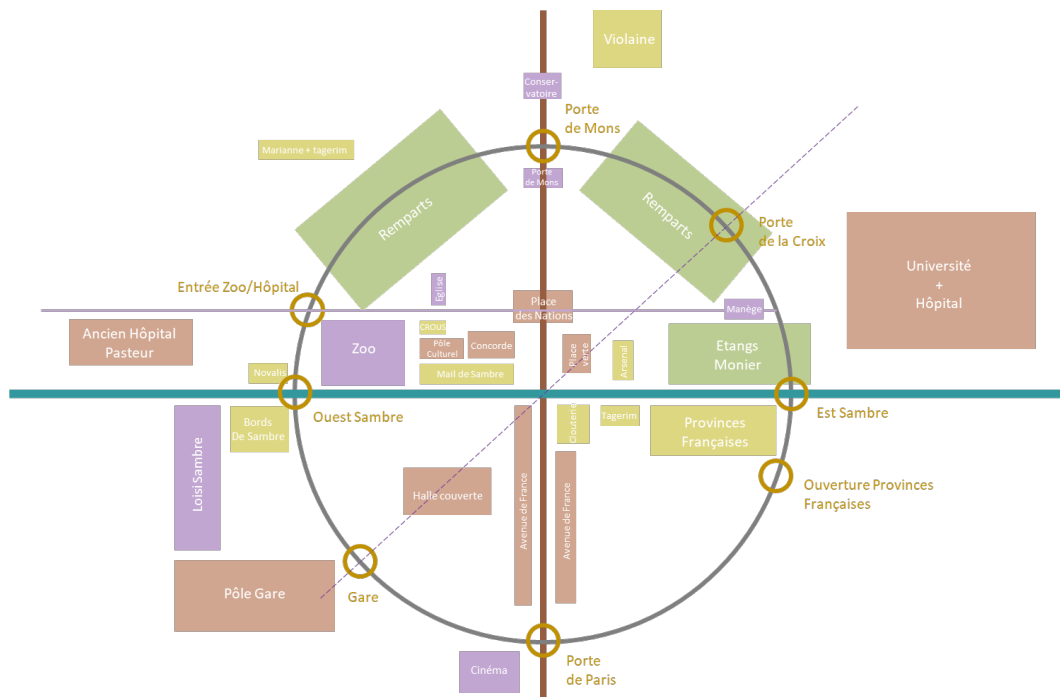 Violaine
Conser-
vatoire
Porte
de Mons
Marianne + tagerim
Porte
de Mons
Remparts
Remparts
Porte
de la Croix
Université
+
Hôpital
Entrée Zoo/Hôpital
Eglise
Place
des Nations
Manège
Ancien Hôpital
Pasteur
Zoo
CROUS
Pôle
Culturel
Concorde
Place
verte
Arsenal
Etangs
Monier
Novalis
Mail de Sambre
Ouest Sambre
Est Sambre
Loisi Sambre
Bords
De Sambre
Clouterie
Tagerim
Provinces
Françaises
Halle couverte
Avenue de France
Avenue de France
Ouverture Provinces
Françaises
Pôle Gare
Gare
Cinéma
Porte
de Paris